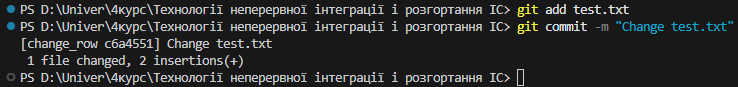 PS D:\Univer\4курс\Технології неперервної інтеграції і розгортання ІС> git add test.txt
PS D:\Univer\4курс\Технології неперервної інтеграції і розгортання ІС> git commit -m "Change test.txt"
[change_row c6a4551] Change test.txt
 1 file changed, 2 insertions(+)
PS D:\Univer\4курс\Технології неперервної інтеграції і розгортання ІС>